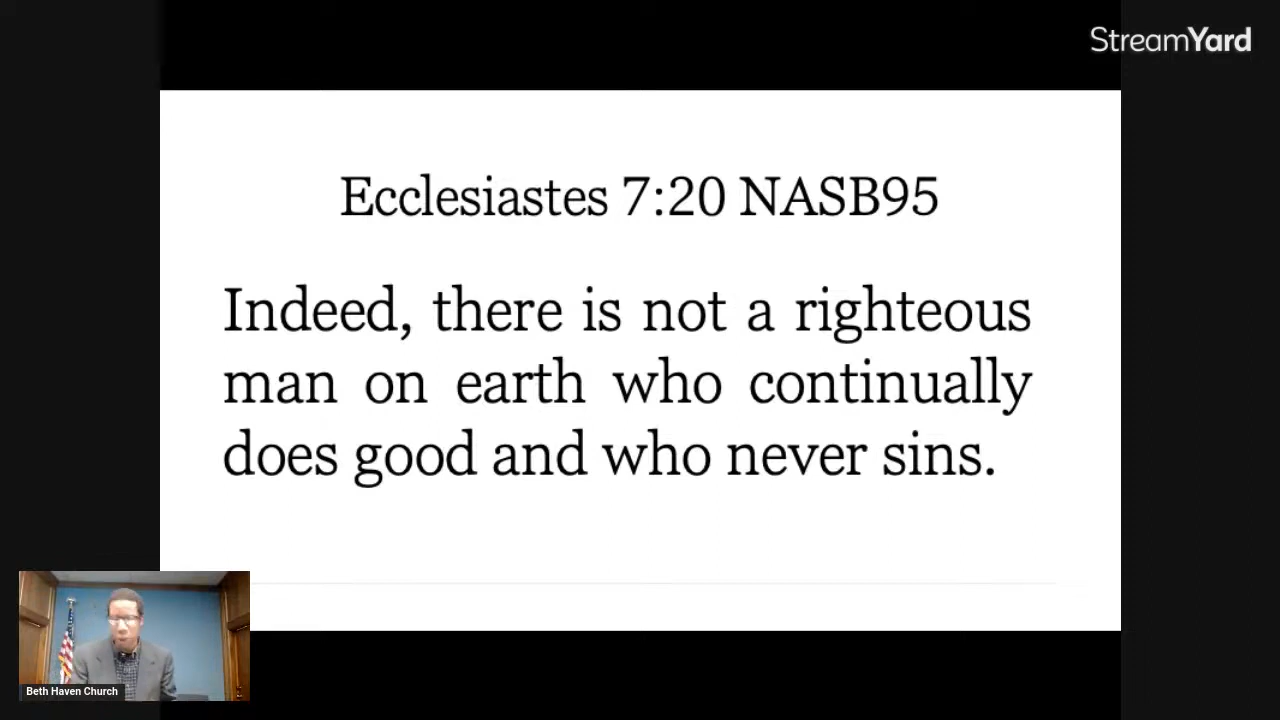 StreamYard
Ecclesiastes 7:20 NASB95
Indeed, there is not a righteous
man on earth who continually
does good and who never sins.
Beth Haven Church